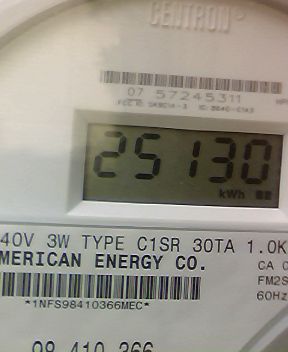 CENTRON®
07 57245311
25130
kWh
40V 3W TYPE C1SR 30TA 1.0K
MERICAN ENERGY CO.
CA 0
FM2S
*1NFS98410366MEC*
60Hz
98 410 366